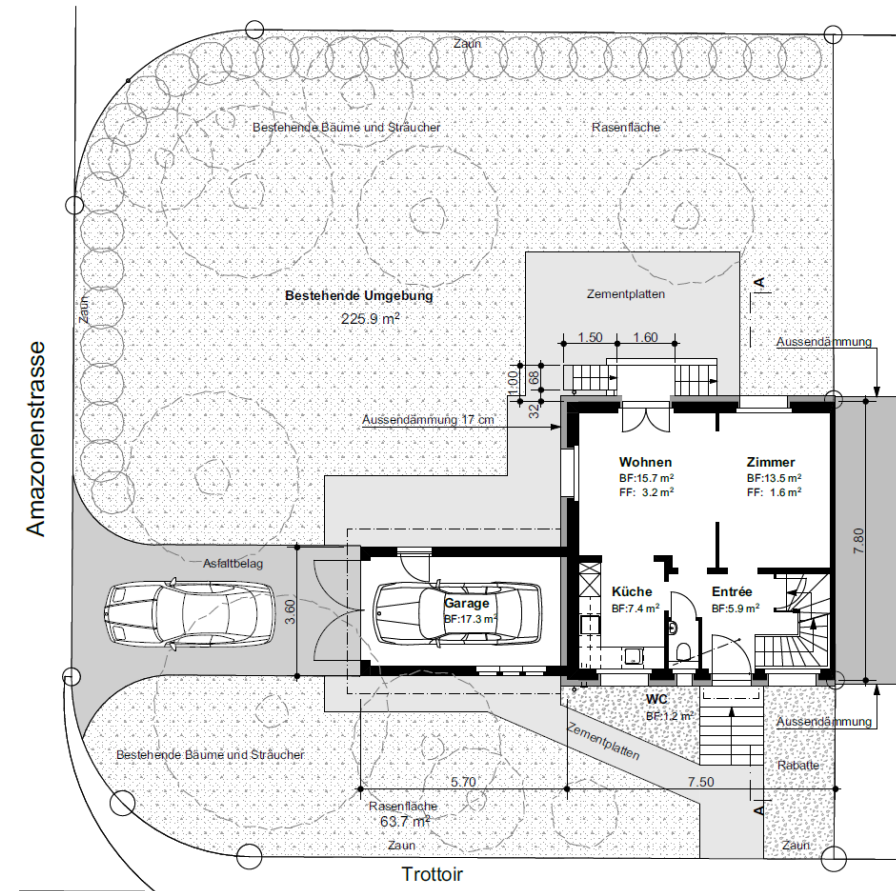 Zaun
Bestehende Bäume und Sträucher
Rasenfläche
Bestehende Umgebung
225.9 m²
Zementplatten
A
Zaun
Amazonenstrasse
1.50
1.60
Aussendämmung
1.00
68
32
Aussendämmung 17 cm
Wohnen
BF:15.7 m²
FF: 3.2 m²
Zimmer
BF:13.5 m²
FF: 1.6 m²
7.80
Asfaltbelag
3.60
Garage
BF:17.3 m²
Küche
BF:7.4 m²
Entrée
BF:5.9 m²
WC
BF:1.2 m²
Aussendämmung
Bestehende Bäume und Sträucher
Zementplatten
Rabatte
5.70
7.50
A
Rasenfläche
63.7 m²
Zaun
Zaun
Trottoir